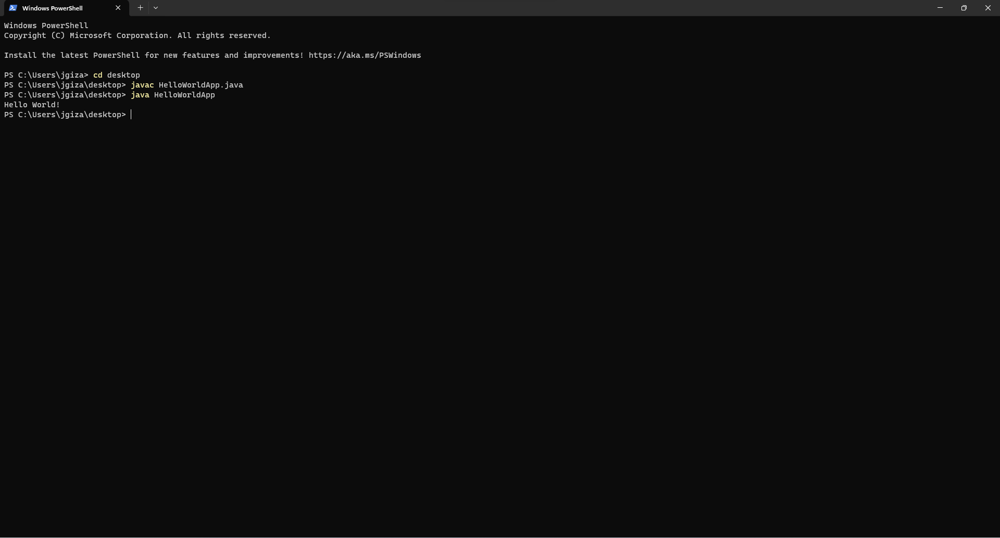 Windows PowerShell
Windows PowerShell
Copyright (C) Microsoft Corporation. All rights reserved.
Install the latest PowerShell for new features and improvements! https://aka.ms/PSWindows
PS C:\Users\jgiza> cd desktop
PS C:\Users\jgiza\desktop> javac HelloWorldApp.java
PS C:\Users\jgiza\desktop> java HelloWorldApp
Hello World!
PS C:\Users\jgiza\desktop>